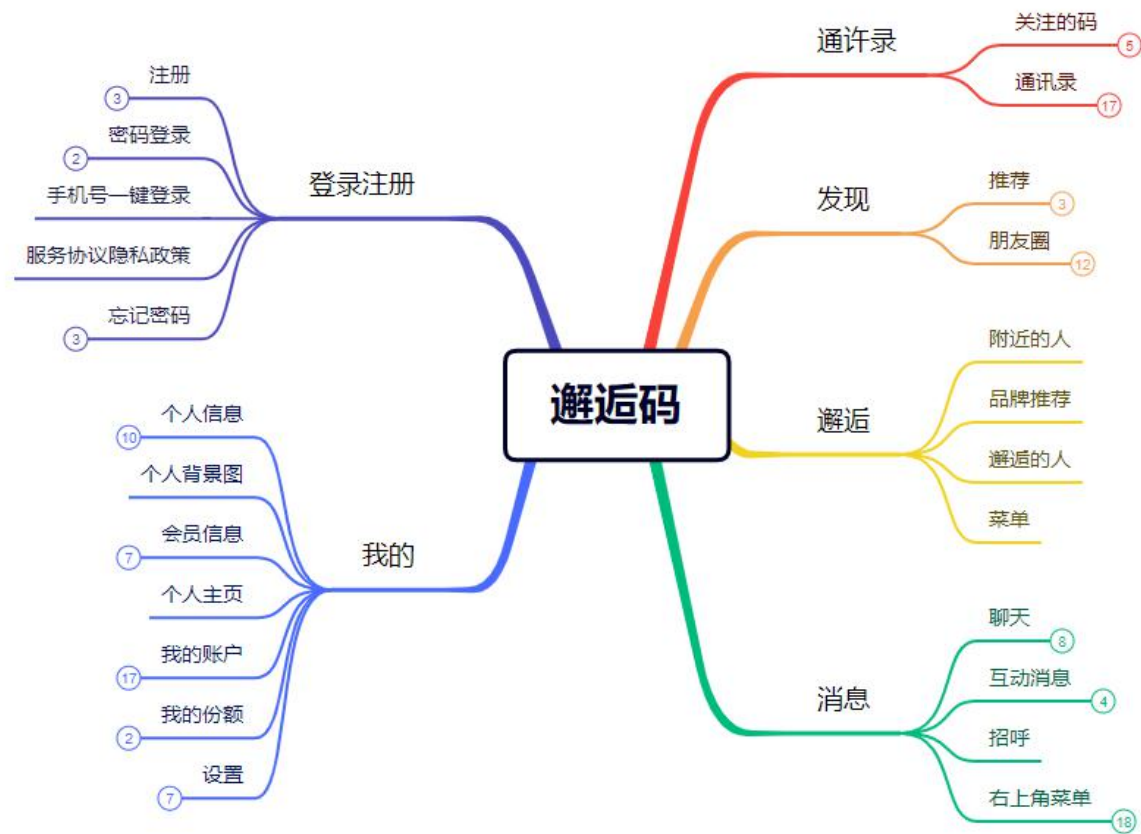 邂逅码
通许录
关注的码
5
通讯录
17
发现
推荐
3
朋友圈
12
邂逅
附近的人
品牌推荐
邂逅的人
菜单
消息
聊天
8
互动消息
4
招呼
右上角菜单
18
登录注册
注册
3
密码登录
2
手机号一键登录
服务协议隐私政策
忘记密码
3
我的
个人信息
10
个人背景图
会员信息
7
个人主页
我的账户
17
我的份额
2
设置
7